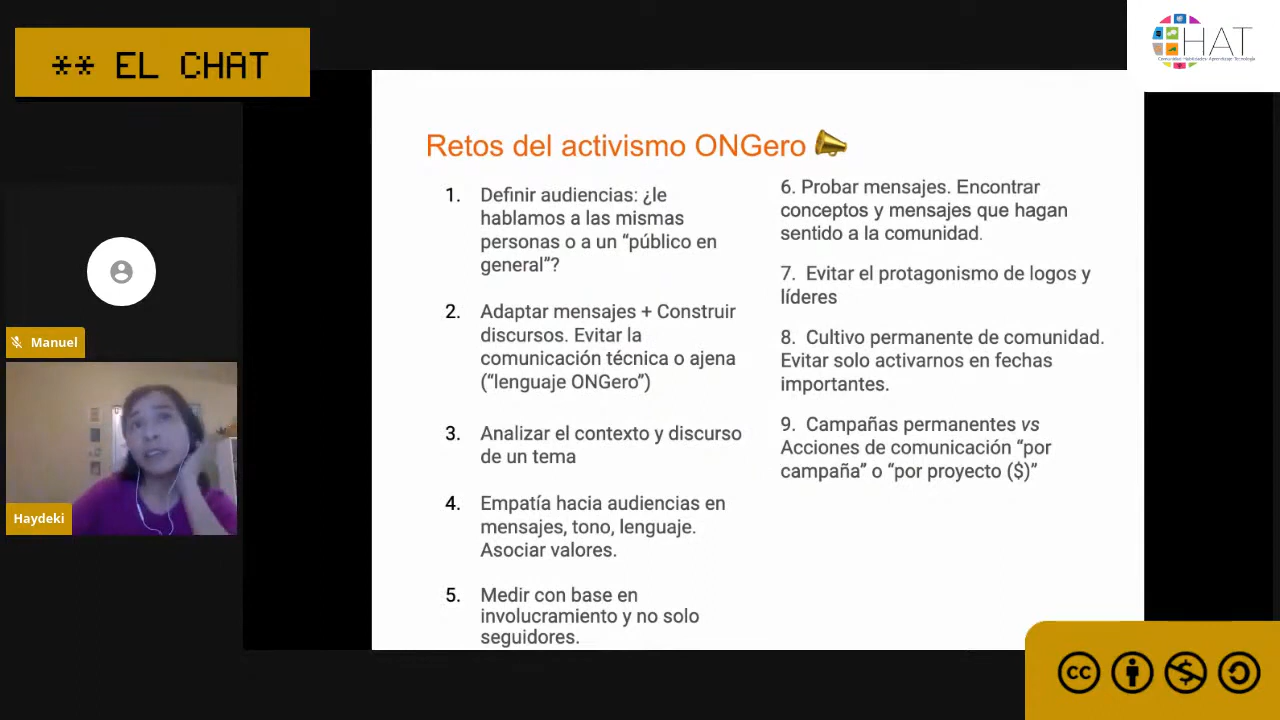 ** EL CHAT
HAT
Comunidad Habilidades Aprendizaje Tecnología
Retos del activismo ONGero
1. Definir audiencias: ¿le
hablamos a las mismas
personas o a un “público en
general”?
2. Adaptar mensajes + Construir
discursos. Evitar la
comunicación técnica o ajena
(“lenguaje ONGero”)
3. Analizar el contexto y discurso
de un tema
4. Empatía hacia audiencias en
mensajes, tono, lenguaje.
Asociar valores.
5. Medir con base en
involucramiento y no solo
seguidores.
6. Probar mensajes. Encontrar
conceptos y mensajes que hagan
sentido a la comunidad.
7. Evitar el protagonismo de logos y
líderes
8. Cultivo permanente de comunidad.
Evitar solo activarnos en fechas
importantes.
9. Campañas permanentes vs
Acciones de comunicación “por
campaña” o “por proyecto ($)”
Manuel
Haydeki
cc